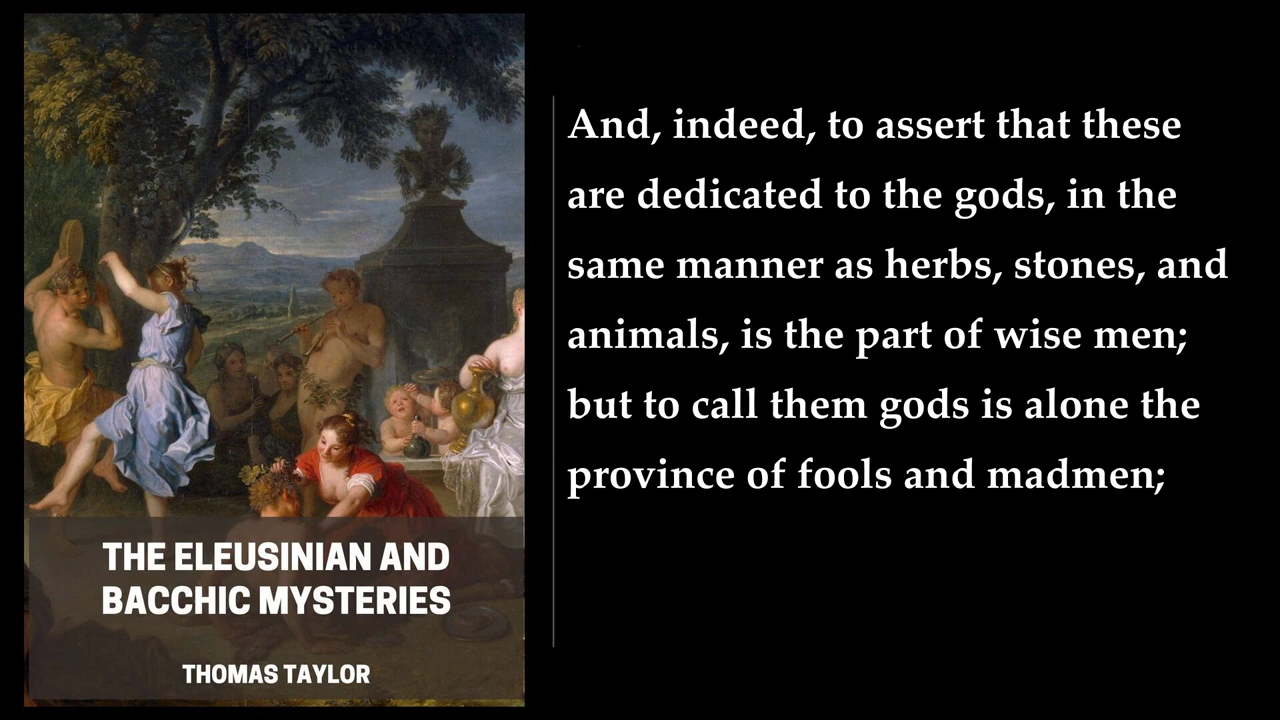 THE ELEUSINIAN AND
BACCHIC MYSTERIES
THOMAS TAYLOR
And, indeed, to assert that these
are dedicated to the gods, in the
same manner as herbs, stones, and
animals, is the part of wise men;
but to call them gods is alone the
province of fools and madmen;